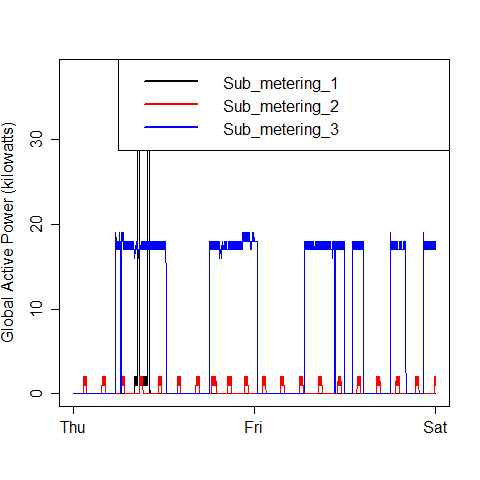 Sub_metering_1
Sub_metering_2
Sub_metering_3
Global Active Power (kilowatts)
30
20
10
0
Thu
Fri
Sat